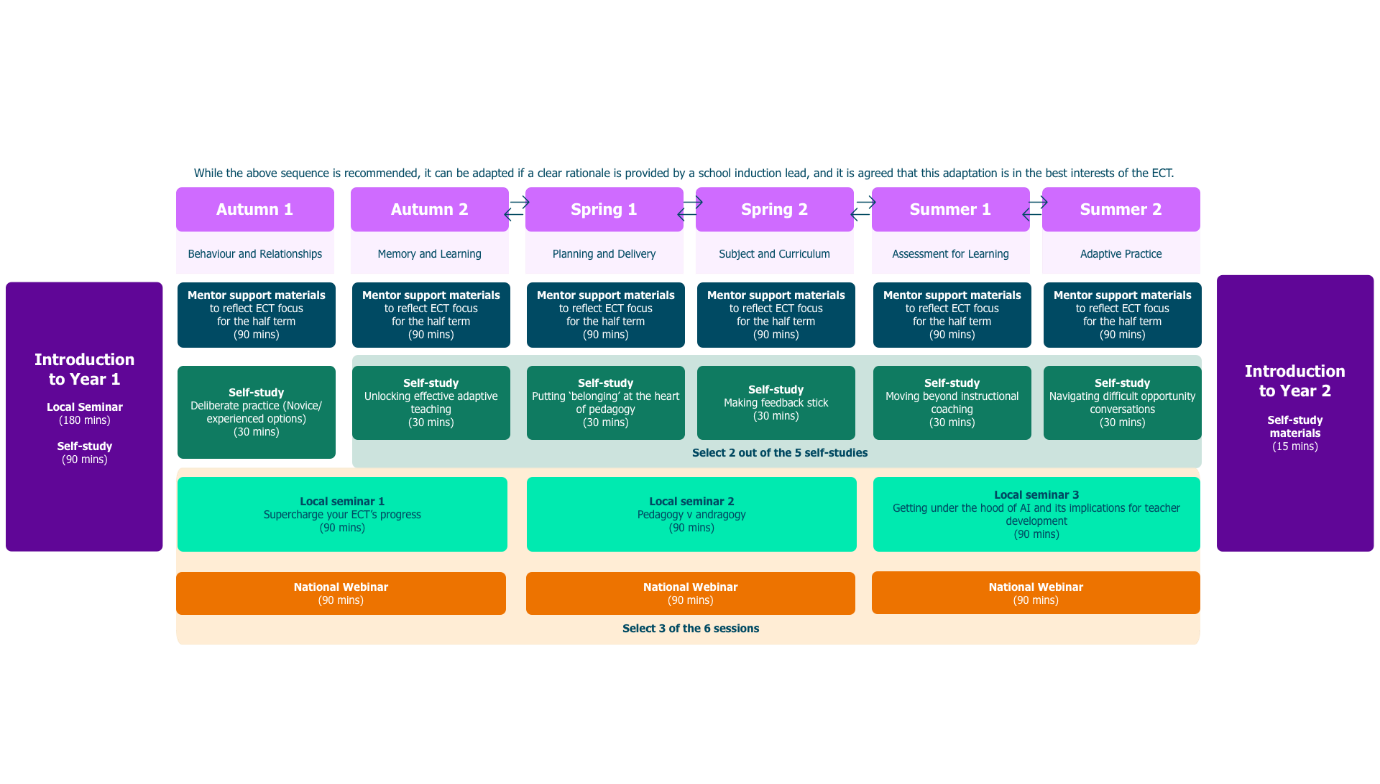 While the above sequence is recommended, it can be adapted if a clear rationale is provided by a school induction lead, and it is agreed that this adaptation is in the best interests of the ECT.
Autumn 1
Autumn 2
Spring 1
Spring 2
Summer 1
Summer 2
Behaviour and Relationships
Memory and Learning
Planning and Delivery
Subject and Curriculum
Assessment for Learning
Adaptive Practice
Introduction
to Year 1
Local Seminar
(180 mins)
Self-study
(90 mins)
Mentor support materials
to reflect ECT focus
for the half term
(90 mins)
Mentor support materials
to reflect ECT focus
for the half term
(90 mins)
Mentor support materials
to reflect ECT focus
for the half term
(90 mins)
Mentor support materials
to reflect ECT focus
for the half term
(90 mins)
Mentor support materials
to reflect ECT focus
for the half term
(90 mins)
Mentor support materials
to reflect ECT focus
for the half term
(90 mins)
Self-study
Deliberate practice (Novice/
experienced options)
(30 mins)
Self-study
Unlocking effective adaptive
teaching
(30 mins)
Self-study
Putting ‘belonging’ at the heart
of pedagogy
(30 mins)
Self-study
Making feedback stick
(30 mins)
Self-study
Moving beyond instructional
coaching
(30 mins)
Self-study
Navigating difficult opportunity
conversations
(30 mins)
Select 2 out of the 5 self-studies
Local seminar 1
Supercharge your ECT’s progress
(90 mins)
Local seminar 2
Pedagogy v andragogy
(90 mins)
Local seminar 3
Getting under the hood of AI and its implications for teacher
development
(90 mins)
National Webinar
(90 mins)
National Webinar
(90 mins)
National Webinar
(90 mins)
Select 3 of the 6 sessions
Introduction
to Year 2
Self-study
materials
(15 mins)